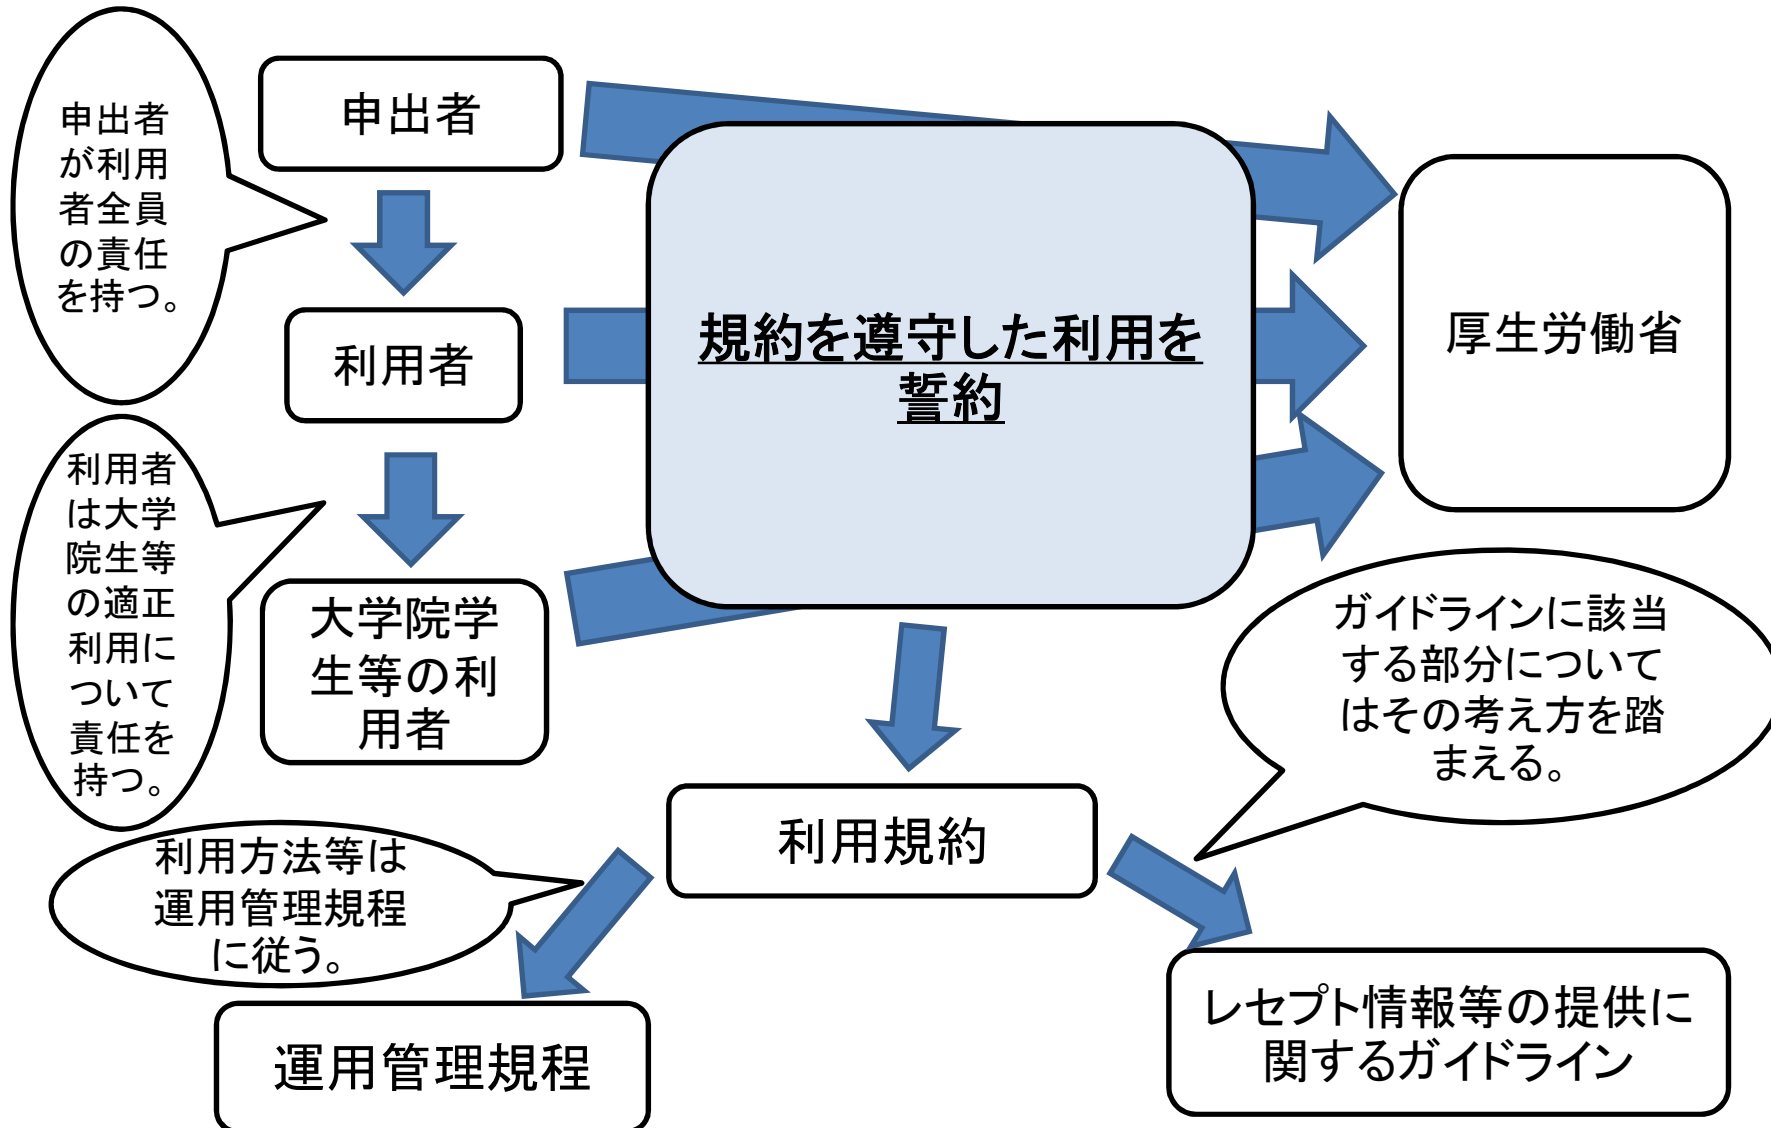 申出者
が利用
者全員
の責任
を持つ。
申出者
利用者
利用者
は大学
院生等
の適正
利用に
ついて
責任を
持つ。
大学院学
生等の利
用者
規約を遵守した利用を
誓約
厚生労働省
ガイドラインに該当
する部分について
はその考え方を踏
まえる。
利用規約
利用方法等は
運用管理規程
に従う。
運用管理規程
レセプト情報等の提供に
関するガイドライン